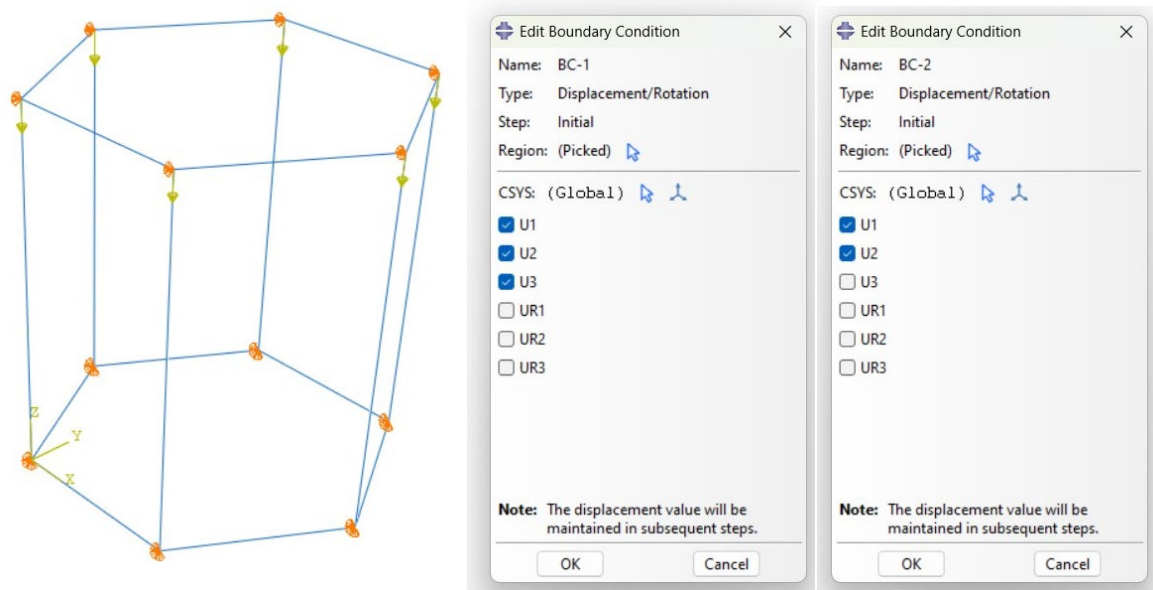 Z
Y
X
Edit Boundary Condition
Name: BC-1
Type: Displacement/Rotation
Step: Initial
Region: (Picked)
CSYS: (Global)
U1
U2
U3
UR1
UR2
UR3
Note: The displacement value will be
maintained in subsequent steps.
OK Cancel
Edit Boundary Condition
Name: BC-2
Type: Displacement/Rotation
Step: Initial
Region: (Picked)
CSYS: (Global)
U1
U2
U3
UR1
UR2
UR3
Note: The displacement value will be
maintained in subsequent steps.
OK Cancel